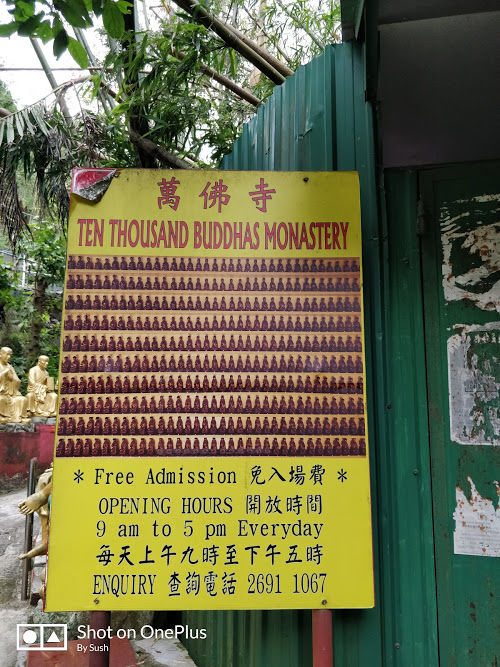 萬佛寺
TEN THOUSAND BUDDHAS MONASTERY
* Free Admission 免入場費 *
OPENING HOURS 開放時間
9 am to 5 pm Everyday
每天上午九時至下午五時
ENQUIRY 查詢電話 2691 1067
Shot on OnePlus
By Sush